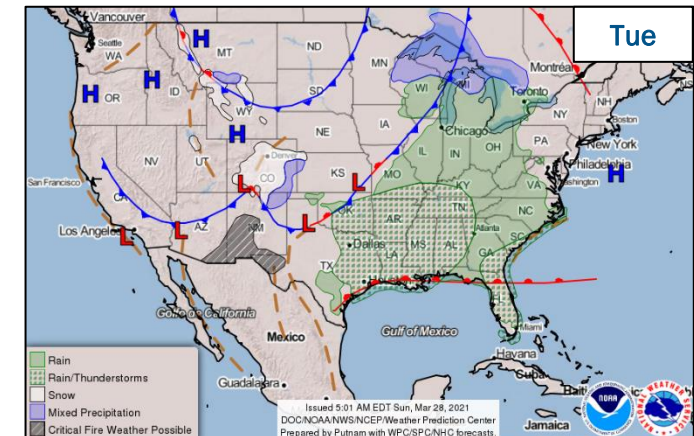 Tue
Vancouver
Seattle
WA
MT
ND
MN
Montréal
OR
ID
SD
WI
MI
Toronto
NH
WY
NE
IA
Chicago
NY
Boston
PA
New York
Philadelphia
NV
UT
Denver
CO
KS
MO
IL
IN
OH
VA
Washington
San Francisco
CA
KY
NC
OK
AR
TN
Los Angeles
AZ
NM
Dallas
MS
AL
Atlanta
SC
TX
LA
GA
Houston
FL
Golfo de California
Mexico
Gulf of Mexico
Miami
Havana
Cuba
Guadalajara
Jamaica
H
H
H
H
H
L
L
L
L
L
Rain
Rain/Thunderstorms
Snow
Mixed Precipitation
Critical Fire Weather Possible
Issued 5:01 AM EDT Sun, Mar 28, 2021
DOC/NOAA/NWS/NCEP/Weather Prediction Center
Prepared by Putnam with WPC/SPC/NHC forecasts.
NOAA
NATIONAL WEATHER SERVICE